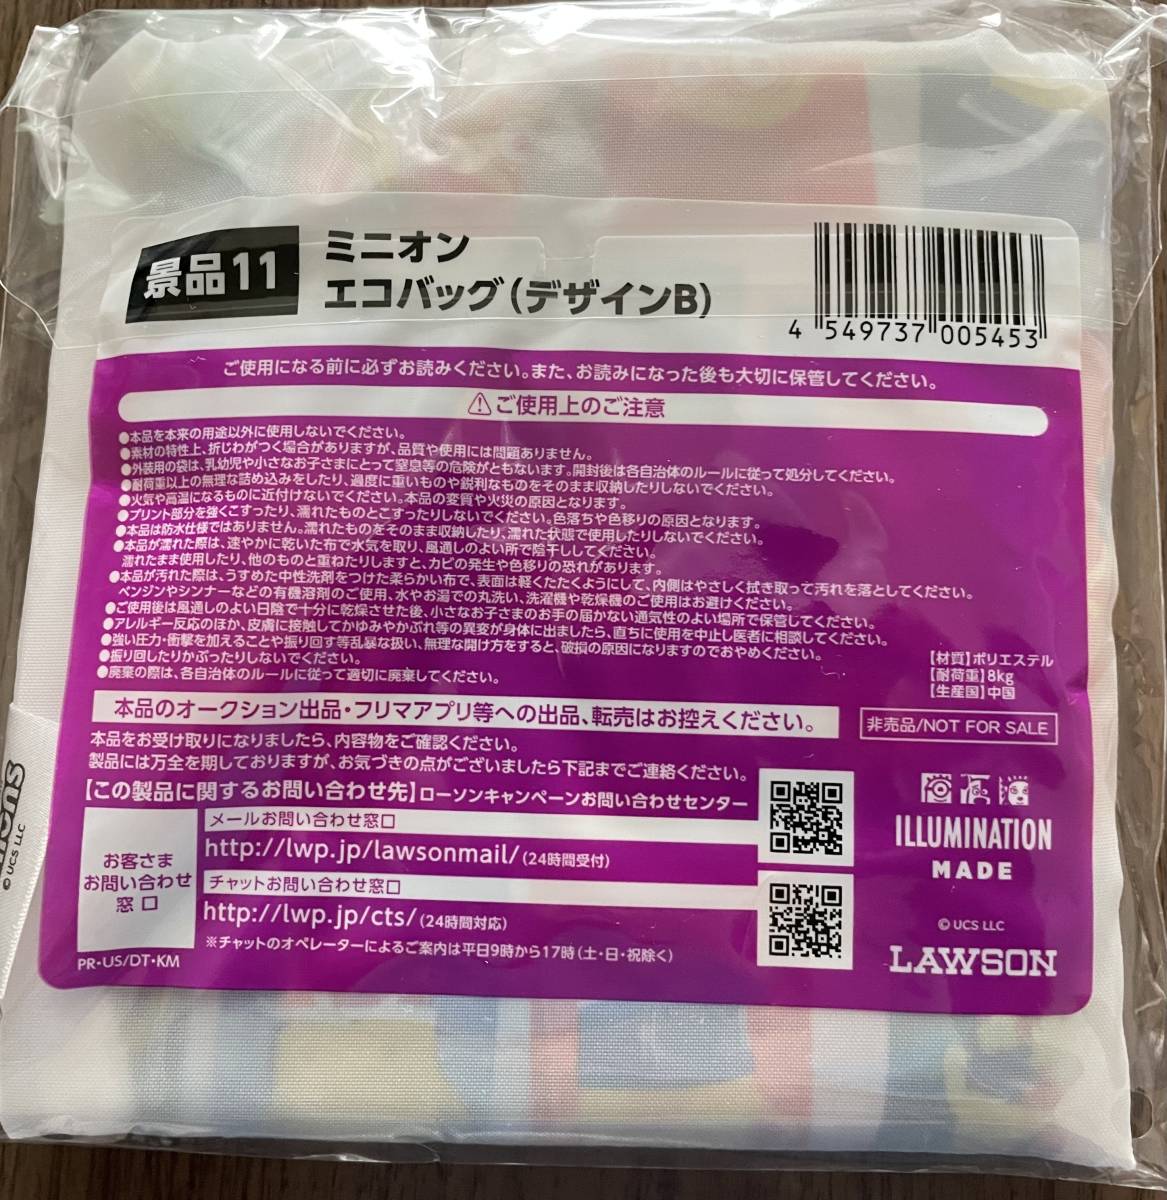 景品11
ミニオン
エコバッグ(デザインB)
4 549737 005453
ご使用になる前に必ずお読みください。また、お読みになった後も大切に保管してください。
⚠ご使用上のご注意
●本品を本来の用途以外に使用しないでください。
●素材の特性上、折じわがつく場合がありますが、品質や使用には問題ありません。
●外装用の袋は、乳幼児や小さなお子さまにとって窒息等の危険がともないます。開封後は各自治体のルールに従って処分してください。
●耐荷重以上の無理な詰め込みをしたり、過度に重いものや鋭利なものをそのまま収納したりしないでください。
●火気や高温になるものに近付けないでください。本品の変質や火災の原因となります。
●プリント部分を強くこすったり、濡れたものとこすったりしないでください。色落ちや色移りの原因となります。
●本品は防水仕様ではありません。濡れたものをそのまま収納したり、濡れた状態で使用したりしないでください。
●本品が濡れた際は、速やかに乾いた布で水気を取り、風通しのよい所で陰干ししてください。
濡れたまま使用したり、他のものと重ねたりしますと、カビの発生や色移りの恐れがあります。
●本品が汚れた際は、うすめた中性洗剤をつけた柔らかい布で、表面は軽くたたくようにして、内側はやさしく拭き取って汚れを落としてください。
ベンジンやシンナーなどの有機溶剤のご使用、水やお湯での丸洗い、洗濯機や乾燥機のご使用はお避けください。
●ご使用後は風通しのよい日陰で十分に乾燥させた後、小さなお子さまのお手の届かない通気性のよい場所で保管してください。
●アレルギー反応のほか、皮膚に接触してかゆみやかぶれ等の異変が身体に出ましたら、直ちに使用を中止し医者に相談してください。
●強い圧力・衝撃を加えることや振り回す等乱暴な扱い、無理な開け方をすると、破損の原因になりますのでおやめください。
●振り回したりかぶったりしないでください。
●廃棄の際は、各自治体のルールに従って適切に廃棄してください。
【材質】ポリエステル
【耐荷重】8kg
【生産国】中国
本品のオークション出品・フリマアプリ等への出品、転売はお控えください。
非売品/NOT FOR SALE
本品をお受け取りになりましたら、内容物をご確認ください。
製品には万全を期しておりますが、お気づきの点がございましたら下記までご連絡ください。
【この製品に関するお問い合わせ先】ローソンキャンペーンお問い合わせセンター
お客さま
お問い合わせ
窓口
メールお問い合わせ窓口
http://lwp.jp/lawsonmail/(24時間受付)
チャットお問い合わせ窓口
http://lwp.jp/cts/(24時間対応)
※チャットのオペレーターによるご案内は平日9時から17時(土・日・祝除く)
PR・US/DT・KM
ILLUMINATION
MADE
© UCS LLC
LAWSON
© UCS LLC